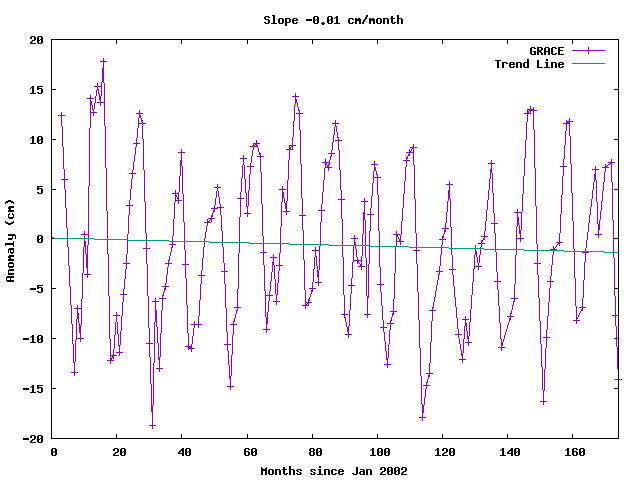 Slope -0.01 cm/month
GRACE
Trend Line
20
15
10
5
0
-5
-10
-15
-20
Anomaly (cm)
0 20 40 60 80 100 120 140 160
Months since Jan 2002